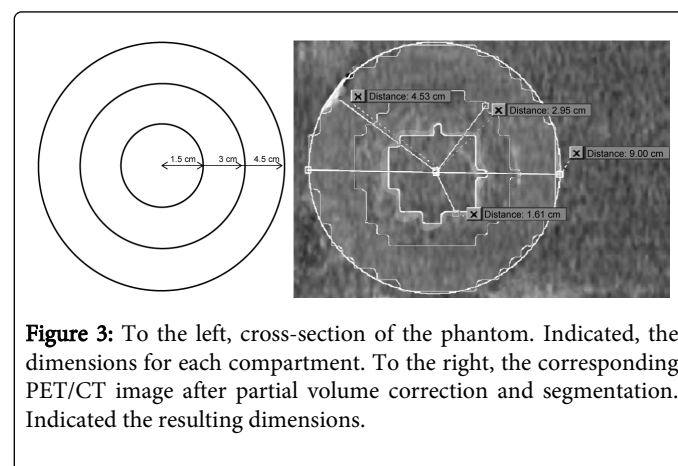 1.5 cm 3 cm 4.5 cm
Distance: 4.53 cm
Distance: 2.95 cm
Distance: 9.00 cm
Distance: 1.61 cm
Figure 3: To the left, cross-section of the phantom. Indicated, the
dimensions for each compartment. To the right, the corresponding
PET/CT image after partial volume correction and segmentation.
Indicated the resulting dimensions.